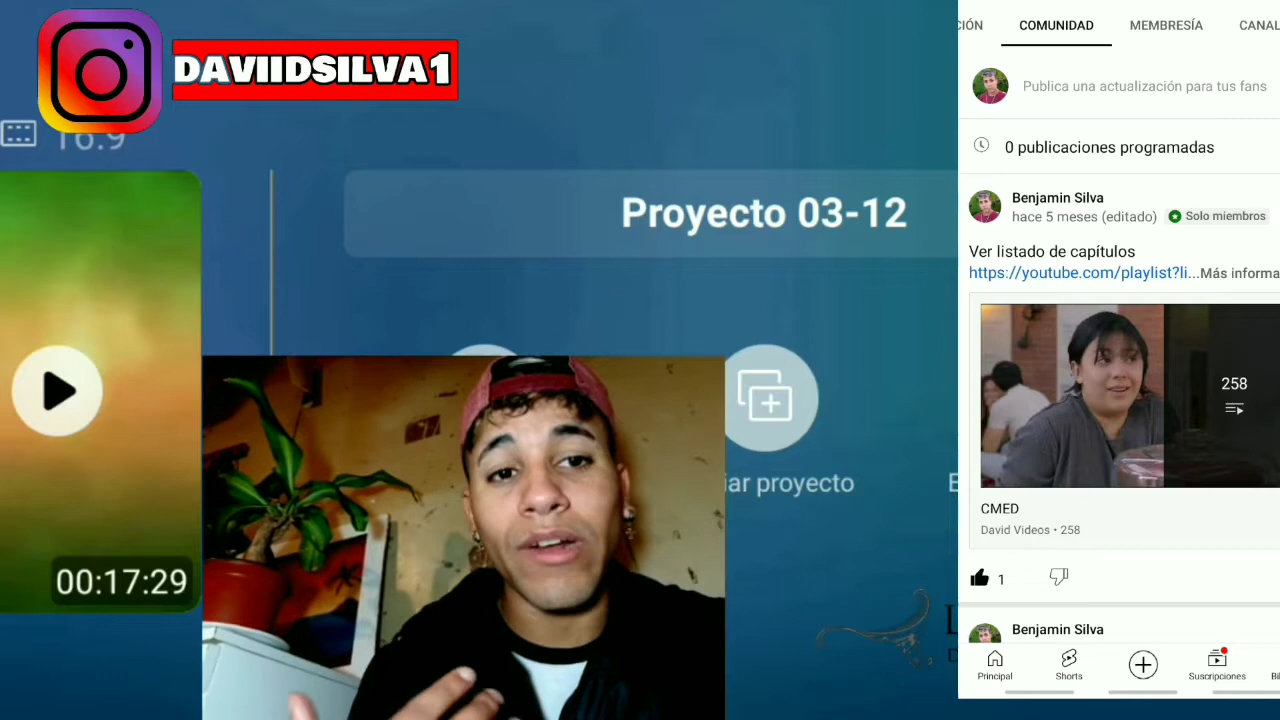 DAVIIDSILVA1
16:9
Proyecto 03-12
iar proyecto
00:17:29
CIÓN COMUNIDAD MEMBRESÍA CANAL
Publica una actualización para tus fans
0 publicaciones programadas
Benjamin Silva
hace 5 meses (editado) Solo miembros
Ver listado de capítulos
https://youtube.com/playlist?li...Más informa
258
CMED
David Videos • 258
1
Benjamin Silva
Principal Shorts Suscripciones Bi